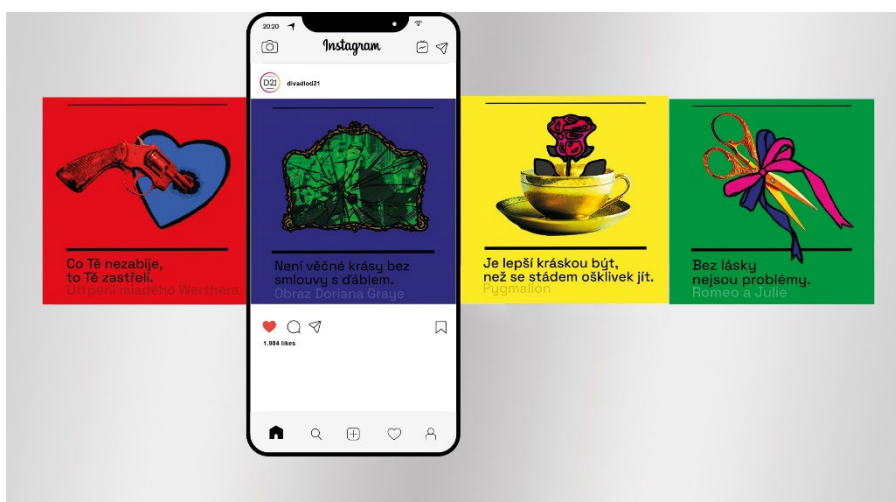 20:20
Instagram
D21
divadlod21
Co Tě nezabije,
to Tě zastřelí.
Utrpení mladého Werthera
Není věčné krásy bez
smlouvy s ďáblem.
Obraz Doriana Graye
Je lepší kráskou být,
než se stádem ošklivek jít.
Pygmalion
Bez lásky
nejsou problémy.
Romeo a Julie
1.984 likes